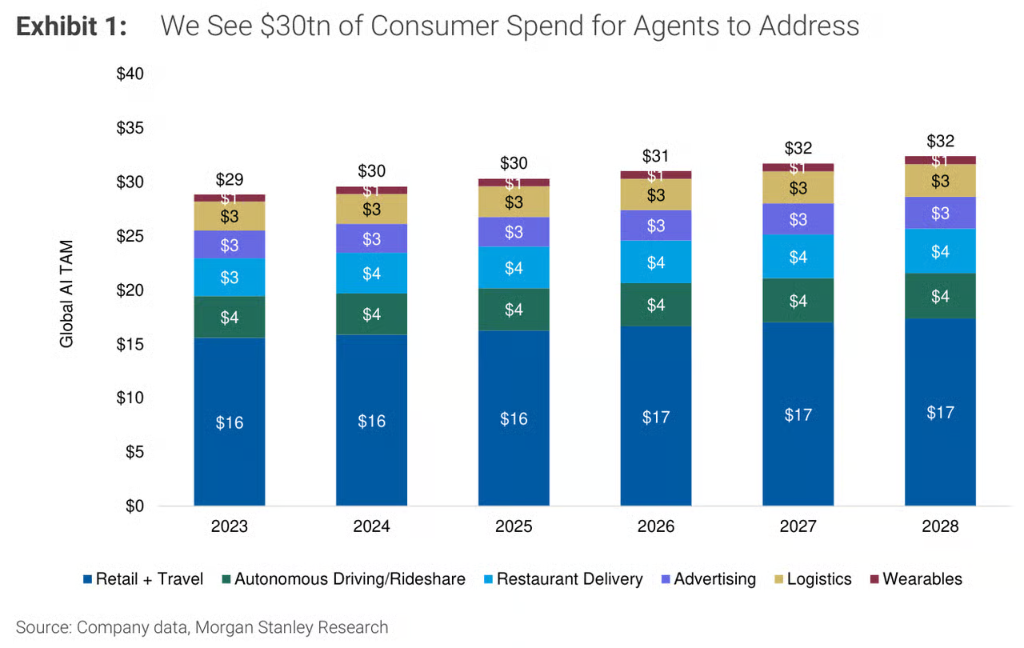 Exhibit 1: We See $30tn of Consumer Spend for Agents to Address
Global AI TAM
$40
$35
$30
$25
$20
$15
$10
$5
$0
$29 $30 $30 $31 $32 $32
$1 $1 $1 $1 $1 $1
$3 $3 $3 $3 $3 $3
$3 $3 $3 $3 $3 $3
$3 $4 $4 $4 $4 $4
$4 $4 $4 $4 $4 $4
$16 $16 $16 $17 $17 $17
2023 2024 2025 2026 2027 2028
Retail + Travel Autonomous Driving/Rideshare Restaurant Delivery Advertising Logistics Wearables
Source: Company data, Morgan Stanley Research